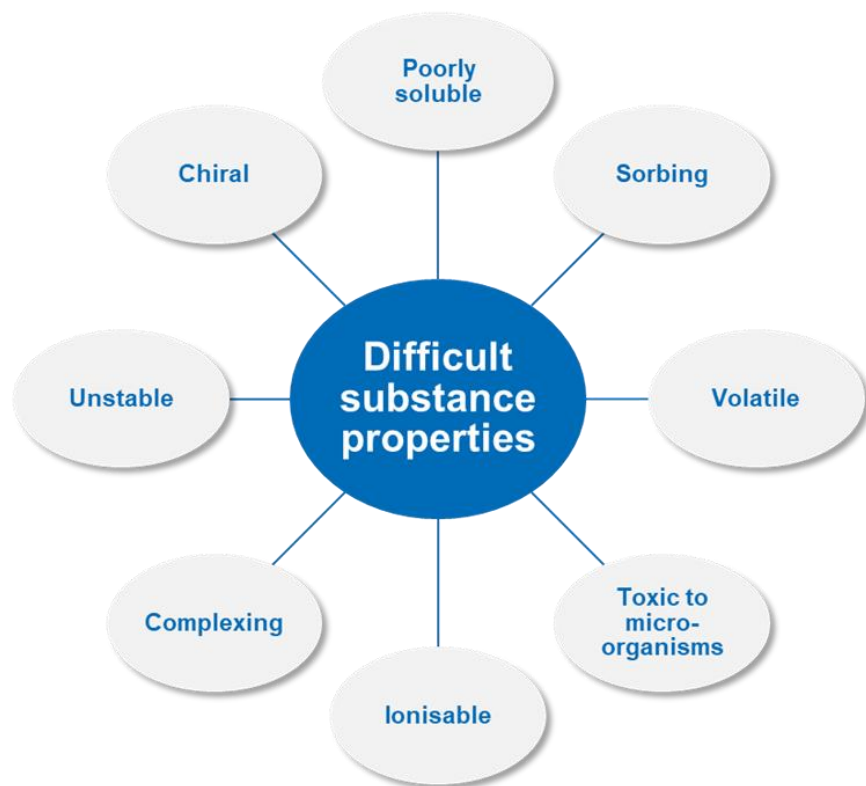 Poorly
soluble
Chiral
Sorbing
Difficult
substance
properties
Unstable
Volatile
Complexing
Toxic to
micro-
organisms
Ionisable